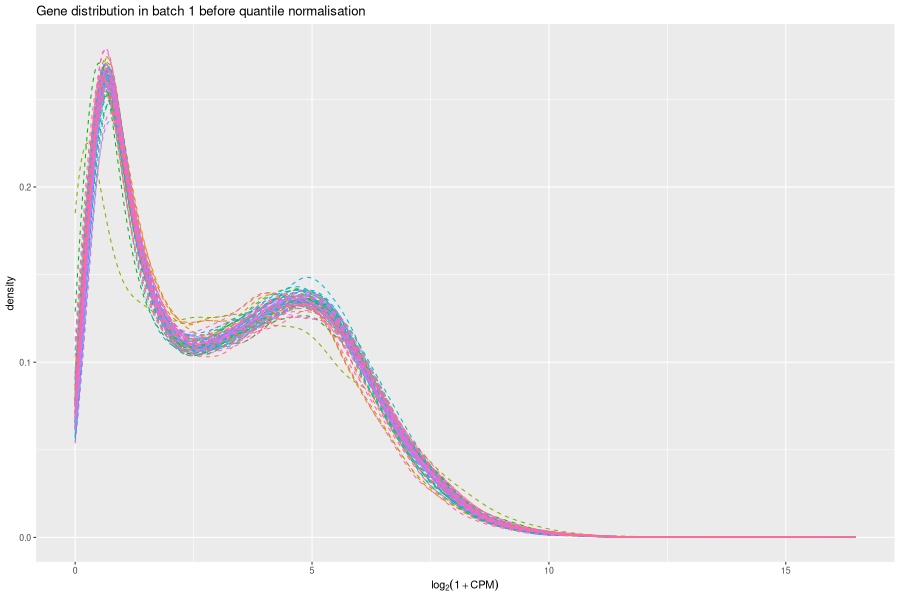 Gene distribution in batch 1 before quantile normalisation
density
0.2
0.1
0.0
0 5 10 15
log₂(1 + CPM)